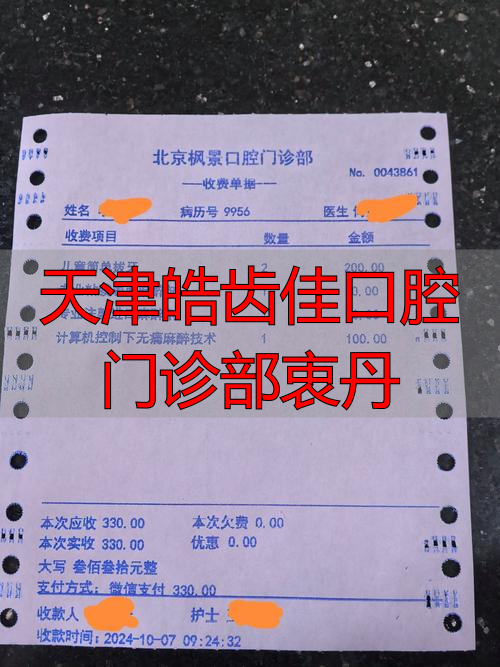 北京枫景口腔门诊部
No. 0043861
——收费单据——
姓名 病历号 9956 医生
收费项目 数量 金额
儿童简单拔牙 2 200.00
天津皓齿佳口腔
计算机控制下无痛麻醉技术 1 100.00
门诊部衷丹
本次应收 330.00 本次欠费 0.00
本次实收 330.00 优惠 0.00
大写 叁佰叁拾元整
支付方式: 微信支付 330.00
收款人 护士
收款时间: 2024-10-07 09:24:32